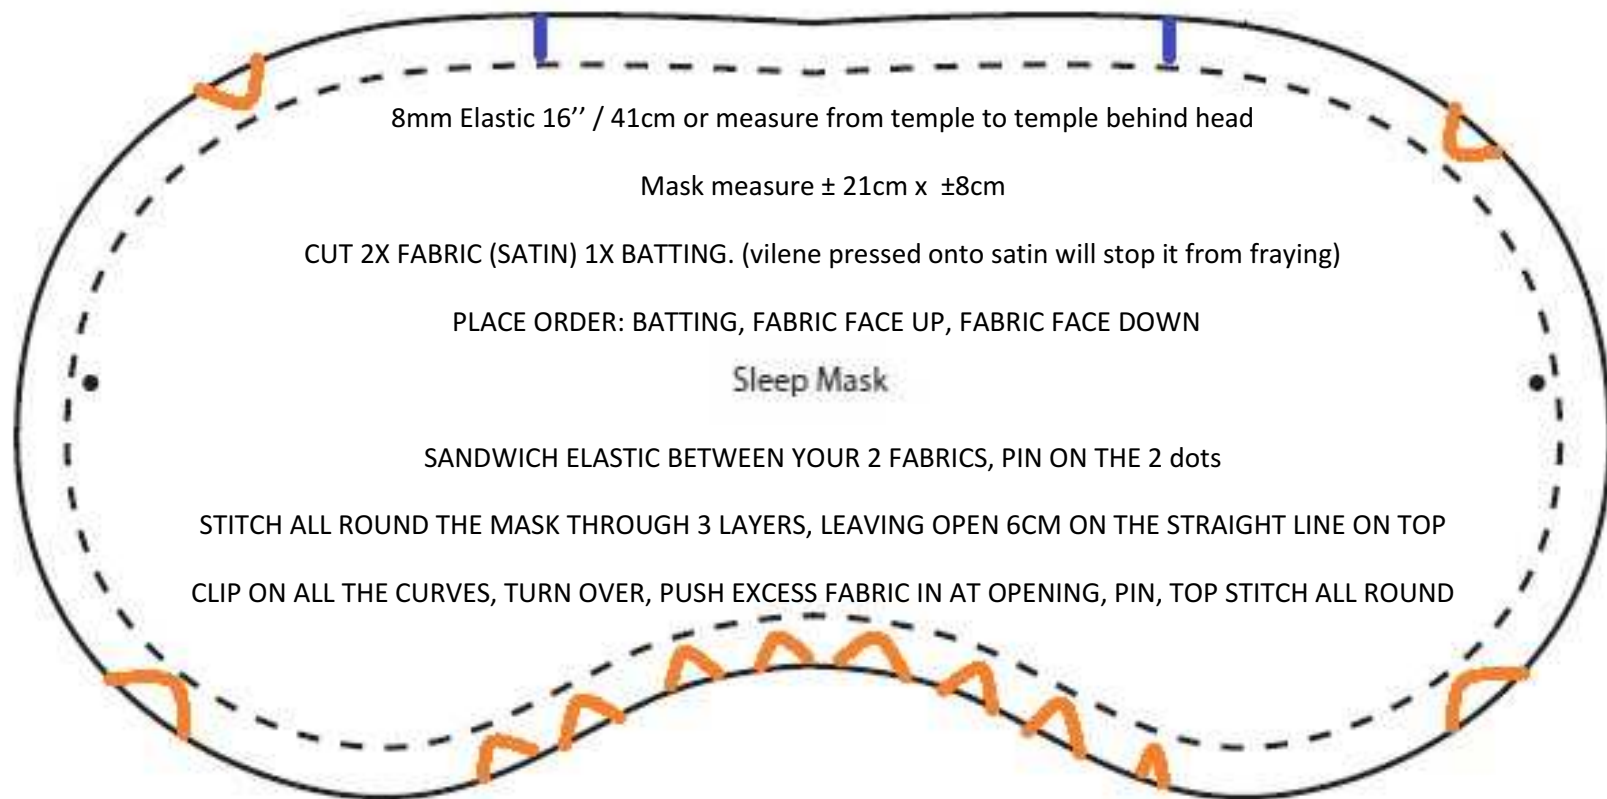 8mm Elastic 16’’ / 41cm or measure from temple to temple behind head
Mask measure ± 21cm x ±8cm
CUT 2X FABRIC (SATIN) 1X BATTING. (vilene pressed onto satin will stop it from fraying)
PLACE ORDER: BATTING, FABRIC FACE UP, FABRIC FACE DOWN
Sleep Mask
SANDWICH ELASTIC BETWEEN YOUR 2 FABRICS, PIN ON THE 2 dots
STITCH ALL ROUND THE MASK THROUGH 3 LAYERS, LEAVING OPEN 6CM ON THE STRAIGHT LINE ON TOP
CLIP ON ALL THE CURVES, TURN OVER, PUSH EXCESS FABRIC IN AT OPENING, PIN, TOP STITCH ALL ROUND